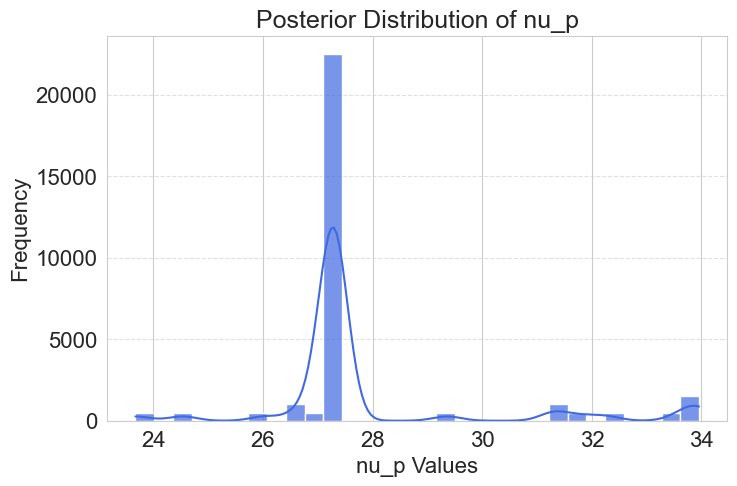 Posterior Distribution of nu_p
Frequency
20000
15000
10000
5000
0
24 26 28 30 32 34
nu_p Values